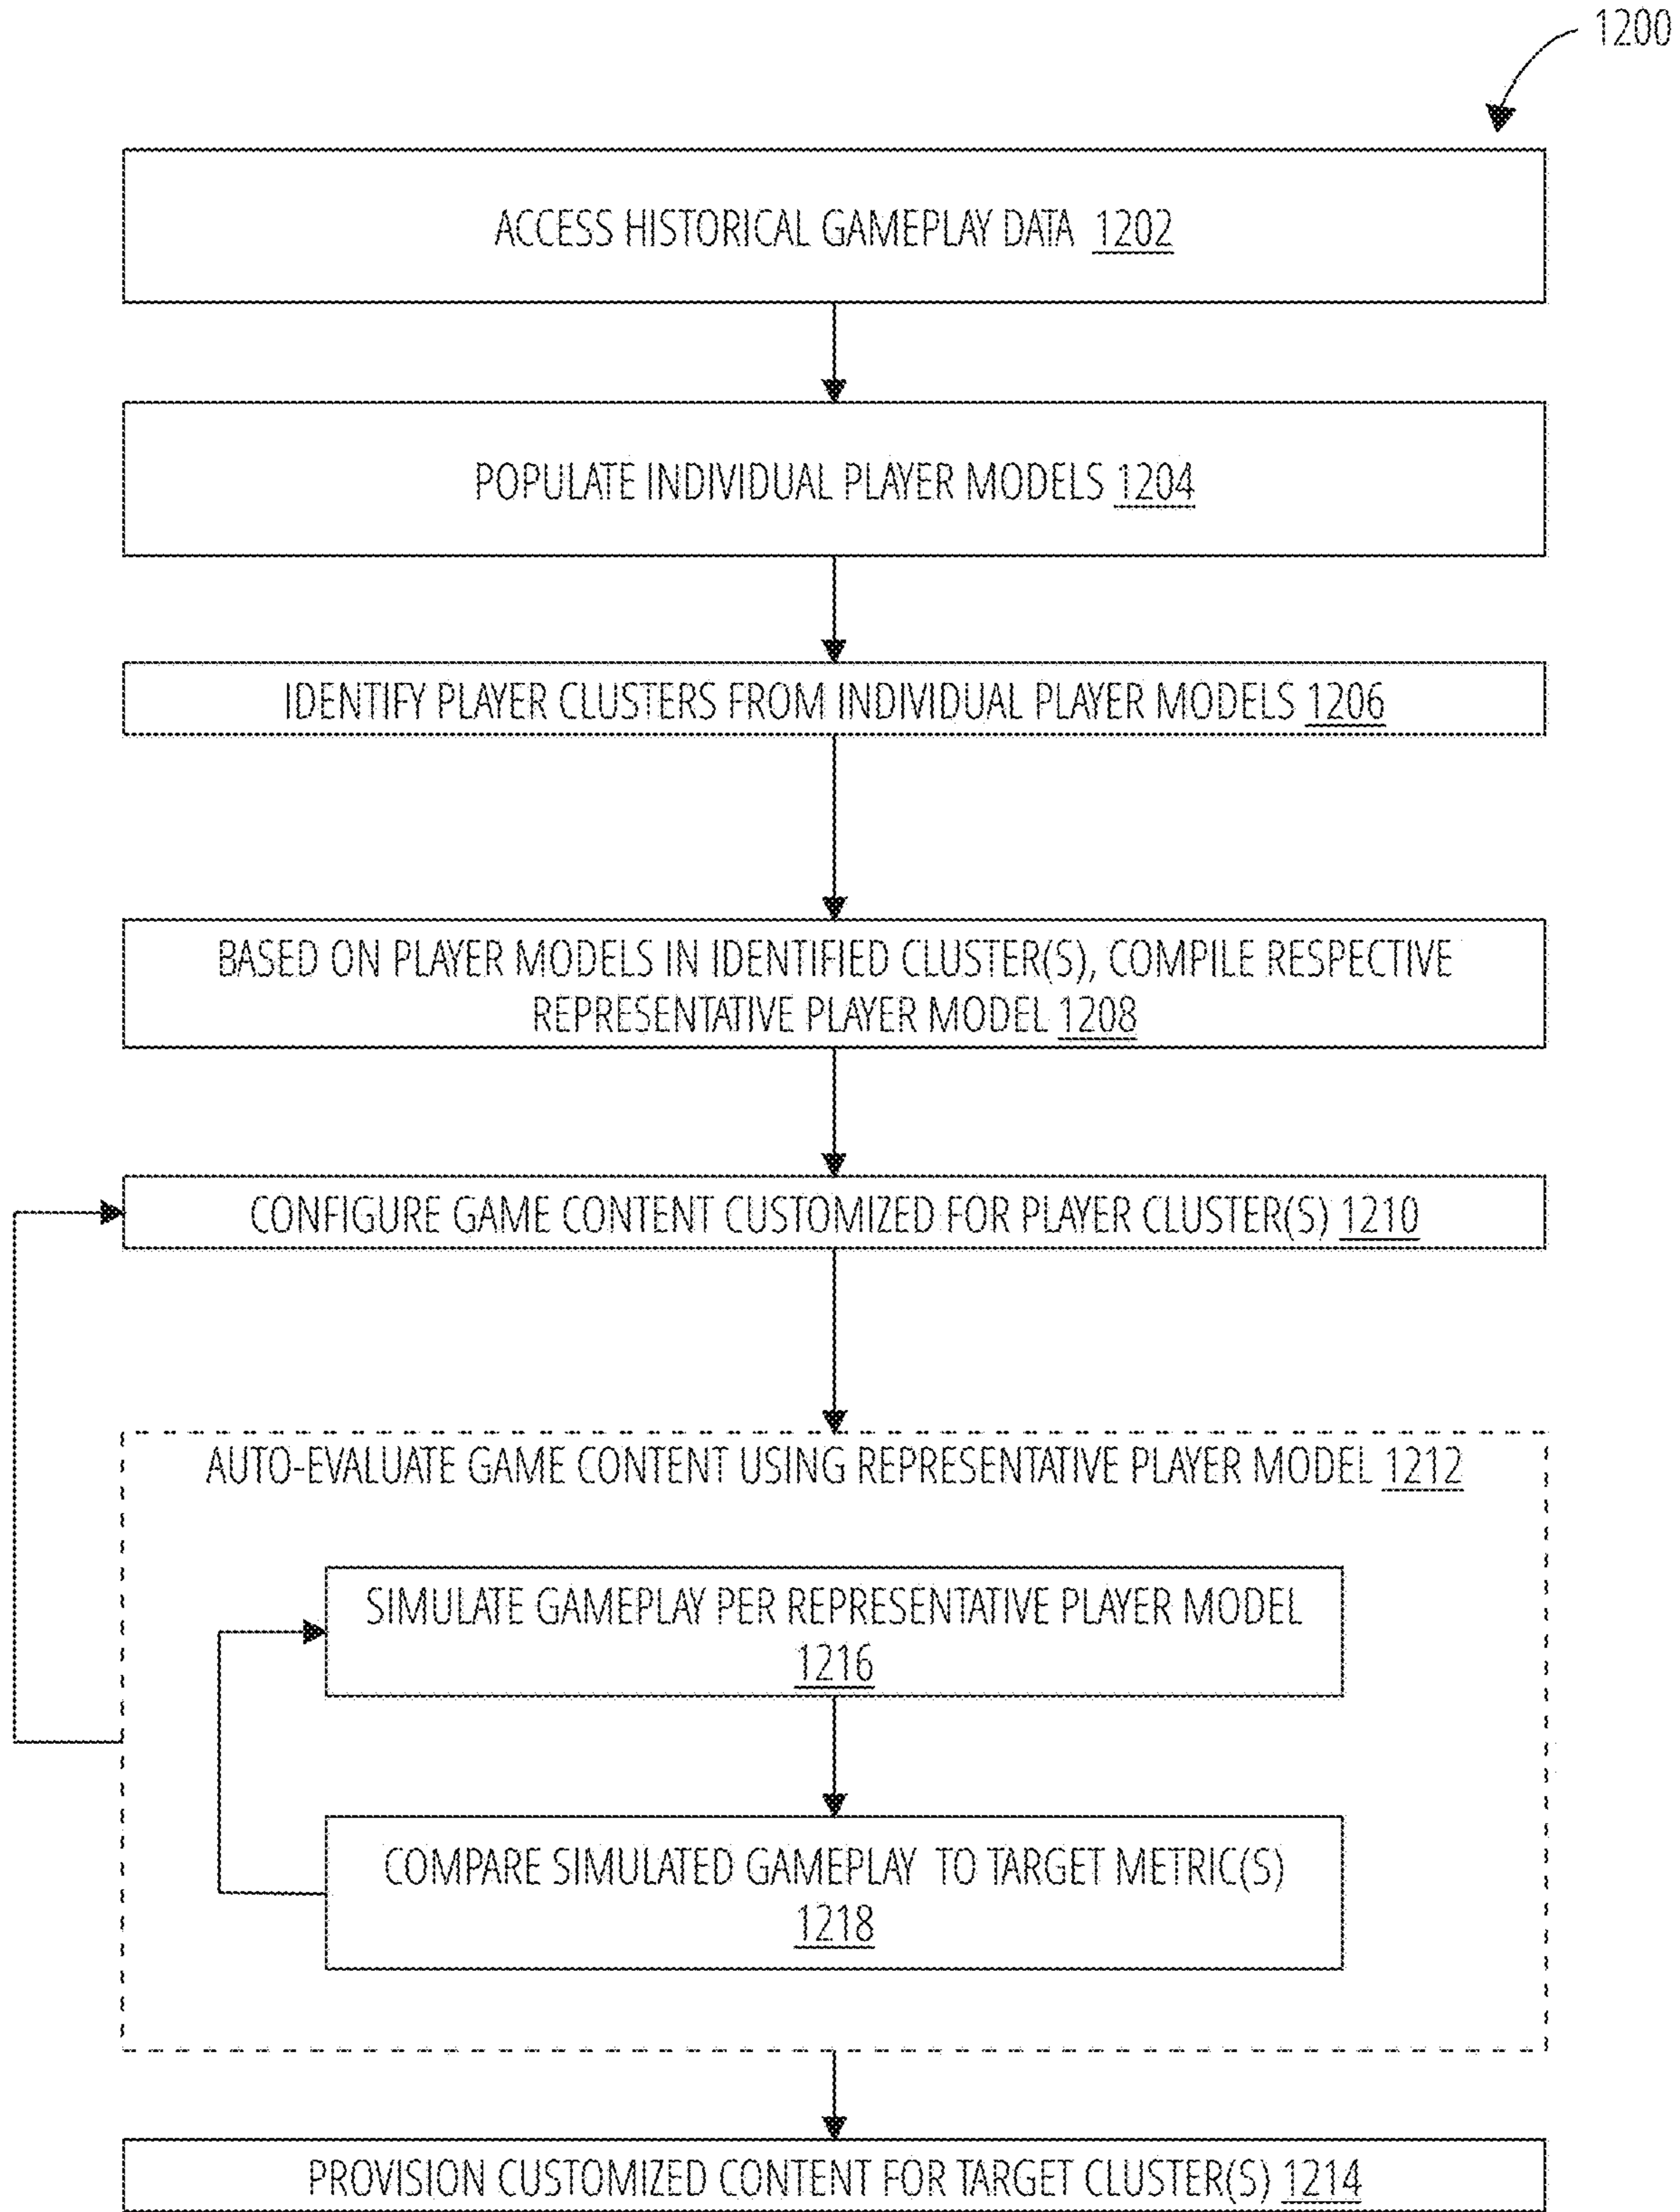 1200
ACCESS HISTORICAL GAMEPLAY DATA 1202
POPULATE INDIVIDUAL PLAYER MODELS 1204
IDENTIFY PLAYER CLUSTERS FROM INDIVIDUAL PLAYER MODELS 1206
BASED ON PLAYER MODELS IN IDENTIFIED CLUSTER(S), COMPILE RESPECTIVE
REPRESENTATIVE PLAYER MODEL 1208
CONFIGURE GAME CONTENT CUSTOMIZED FOR PLAYER CLUSTER(S) 1210
AUTO-EVALUATE GAME CONTENT USING REPRESENTATIVE PLAYER MODEL 1212
SIMULATE GAMEPLAY PER REPRESENTATIVE PLAYER MODEL
1216
COMPARE SIMULATED GAMEPLAY TO TARGET METRIC(S)
1218
PROVISION CUSTOMIZED CONTENT FOR TARGET CLUSTER(S) 1214